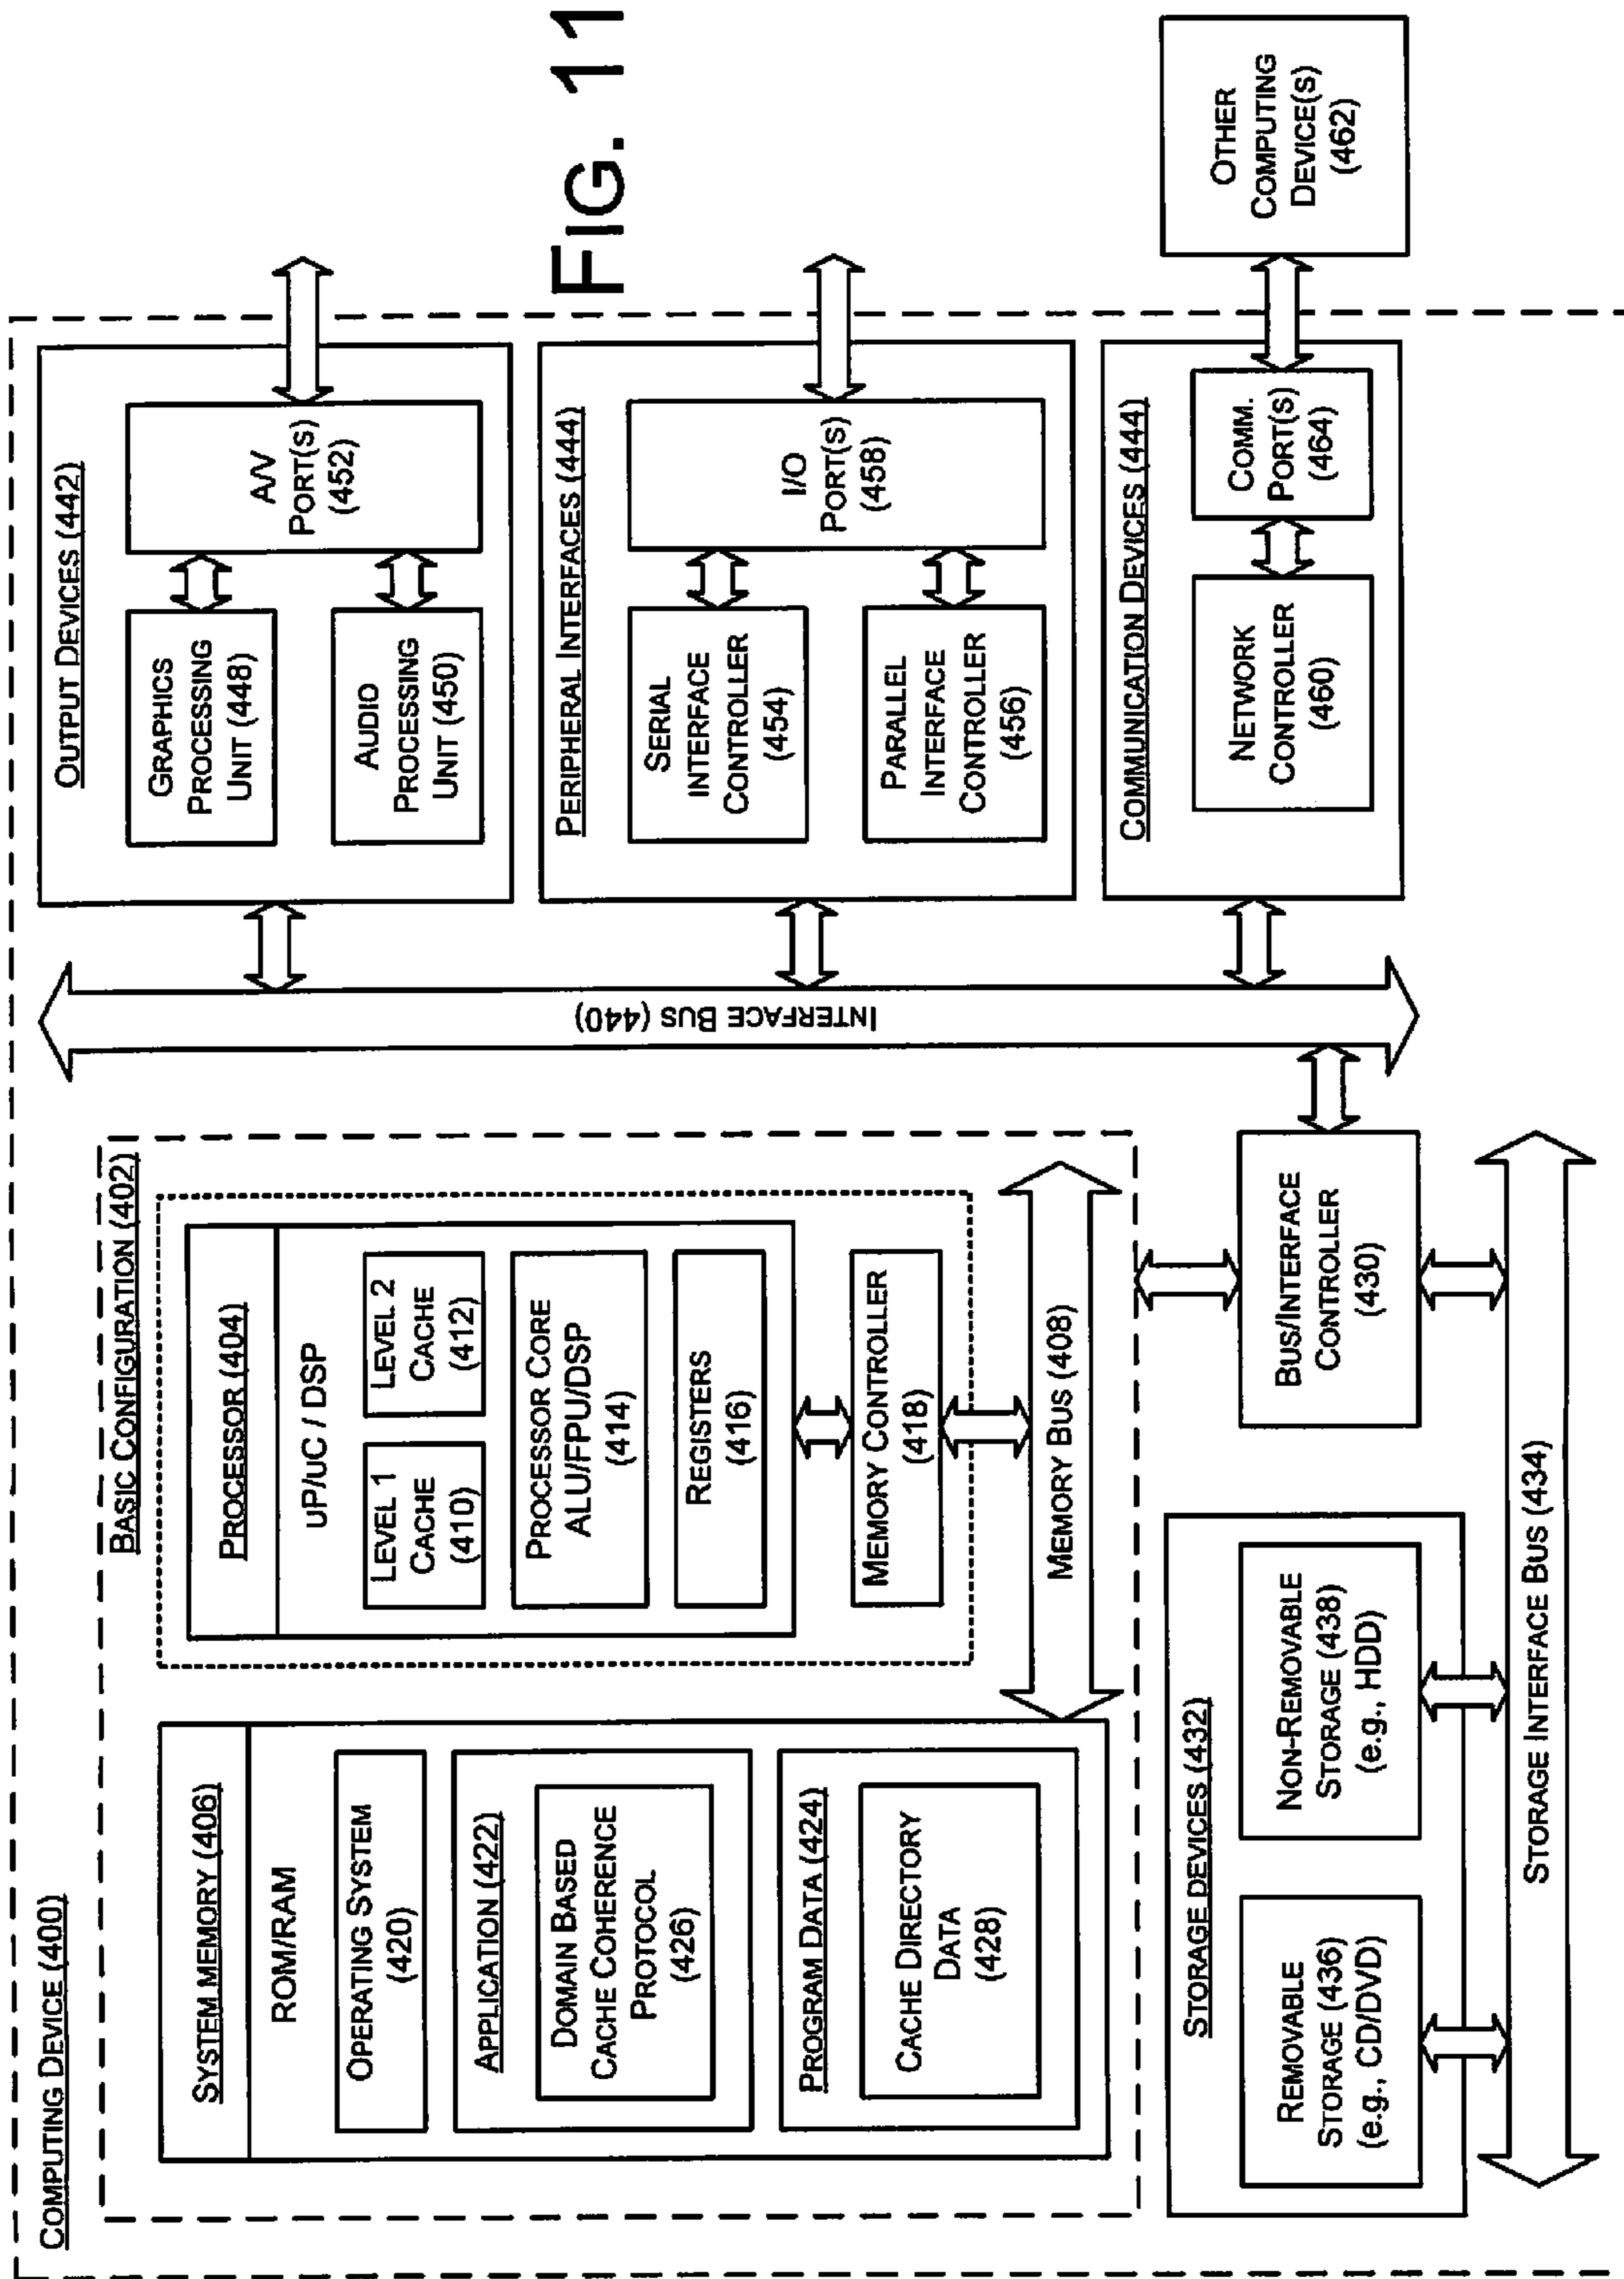 COMPUTING DEVICE (400)
BASIC CONFIGURATION (402)
SYSTEM MEMORY (406)
ROM/RAM
OPERATING SYSTEM
(420)
APPLICATION (422)
DOMAIN BASED
CACHE COHERENCE
PROTOCOL
(426)
PROGRAM DATA (424)
CACHE DIRECTORY
DATA
(428)
PROCESSOR (404)
uP/uC / DSP
LEVEL 1
CACHE
(410)
LEVEL 2
CACHE
(412)
PROCESSOR CORE
ALU/FPU/DSP
(414)
REGISTERS
(416)
MEMORY CONTROLLER
(418)
MEMORY BUS (408)
BUS/INTERFACE
CONTROLLER
(430)
STORAGE DEVICES (432)
REMOVABLE
STORAGE (436)
(e.g., CD/DVD)
NON-REMOVABLE
STORAGE (438)
(e.g., HDD)
STORAGE INTERFACE BUS (434)
INTERFACE BUS (440)
OUTPUT DEVICES (442)
GRAPHICS
PROCESSING
UNIT (448)
AUDIO
PROCESSING
UNIT (450)
A/V
PORT(S)
(452)
PERIPHERAL INTERFACES (444)
SERIAL
INTERFACE
CONTROLLER
(454)
PARALLEL
INTERFACE
CONTROLLER
(456)
I/O
PORT(S)
(458)
COMMUNICATION DEVICES (444)
NETWORK
CONTROLLER
(460)
COMM.
PORT(S)
(464)
OTHER
COMPUTING
DEVICE(S)
(462)
FIG. 11